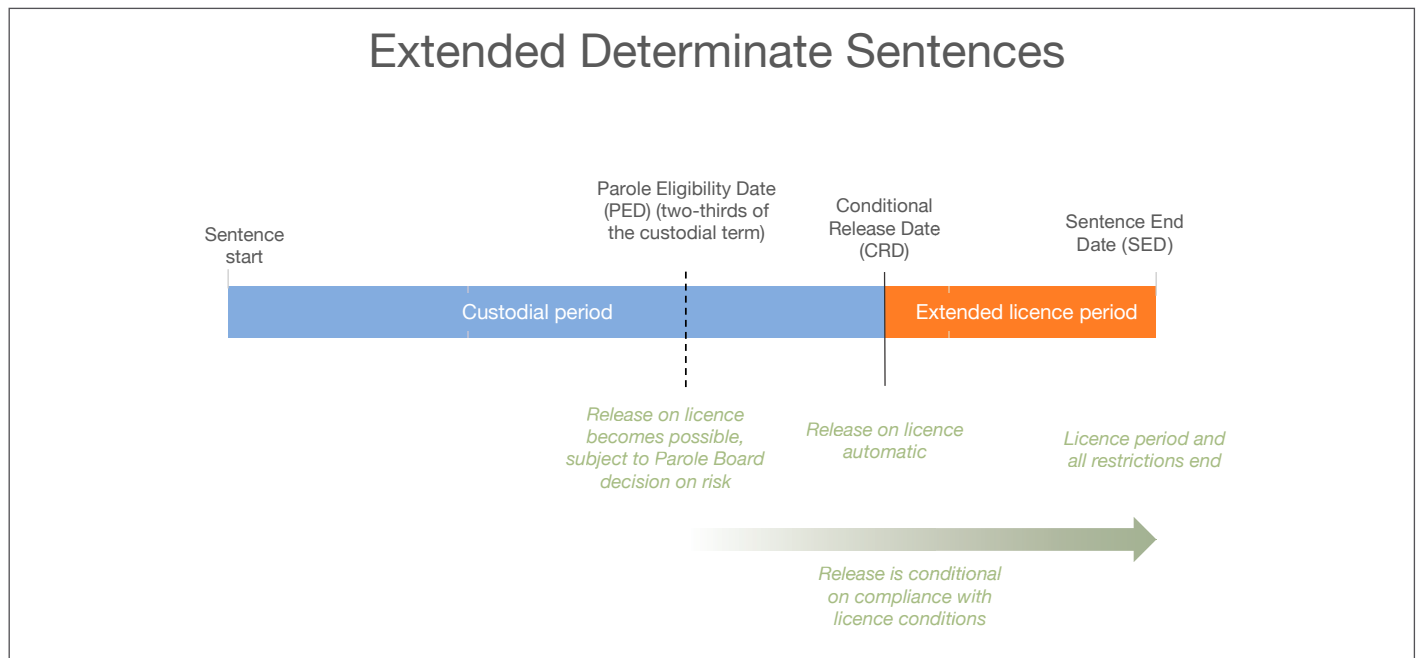 Extended Determinate Sentences
Sentence
start
Parole Eligibility Date
(PED) (two-thirds of
the custodial term)
Conditional
Release Date
(CRD)
Sentence End
Date (SED)
Custodial period
Extended licence period
Release on licence
becomes possible,
subject to Parole Board
decision on risk
Release on licence
automatic
Licence period and
all restrictions end
Release is conditional
on compliance with
licence conditions